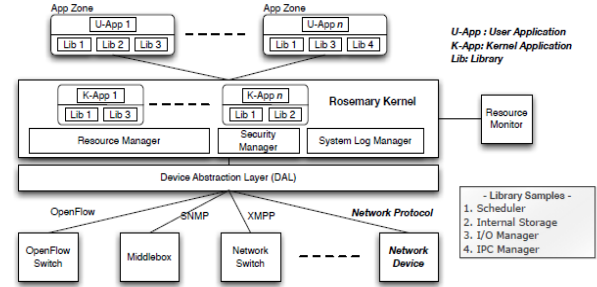 App Zone
App Zone
U-App 1
U-App n
Lib 1
Lib 2
Lib 3
Lib 1
Lib 3
Lib 4
U-App : User Application
K-App: Kernel Application
Lib: Library
K-App 1
K-App n
Rosemary Kernel
Lib 1
Lib 3
Lib 1
Lib 2
Resource Manager
Security
Manager
System Log Manager
Resource
Monitor
Device Abstraction Layer (DAL)
OpenFlow
SNMP
XMPP
Network Protocol
OpenFlow
Switch
Middlebox
Network
Switch
Network
Device
- Library Samples -
1. Scheduler
2. Internal Storage
3. I/O Manager
4. IPC Manager